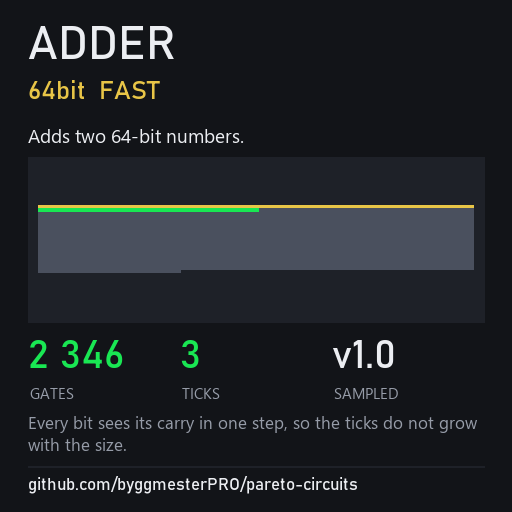 ADDER
64bit FAST
Adds two 64-bit numbers.
2 346 3 v1.0
GATES TICKS SAMPLED
Every bit sees its carry in one step, so the ticks do not grow
with the size.
github.com/byggmesterPRO/pareto-circuits